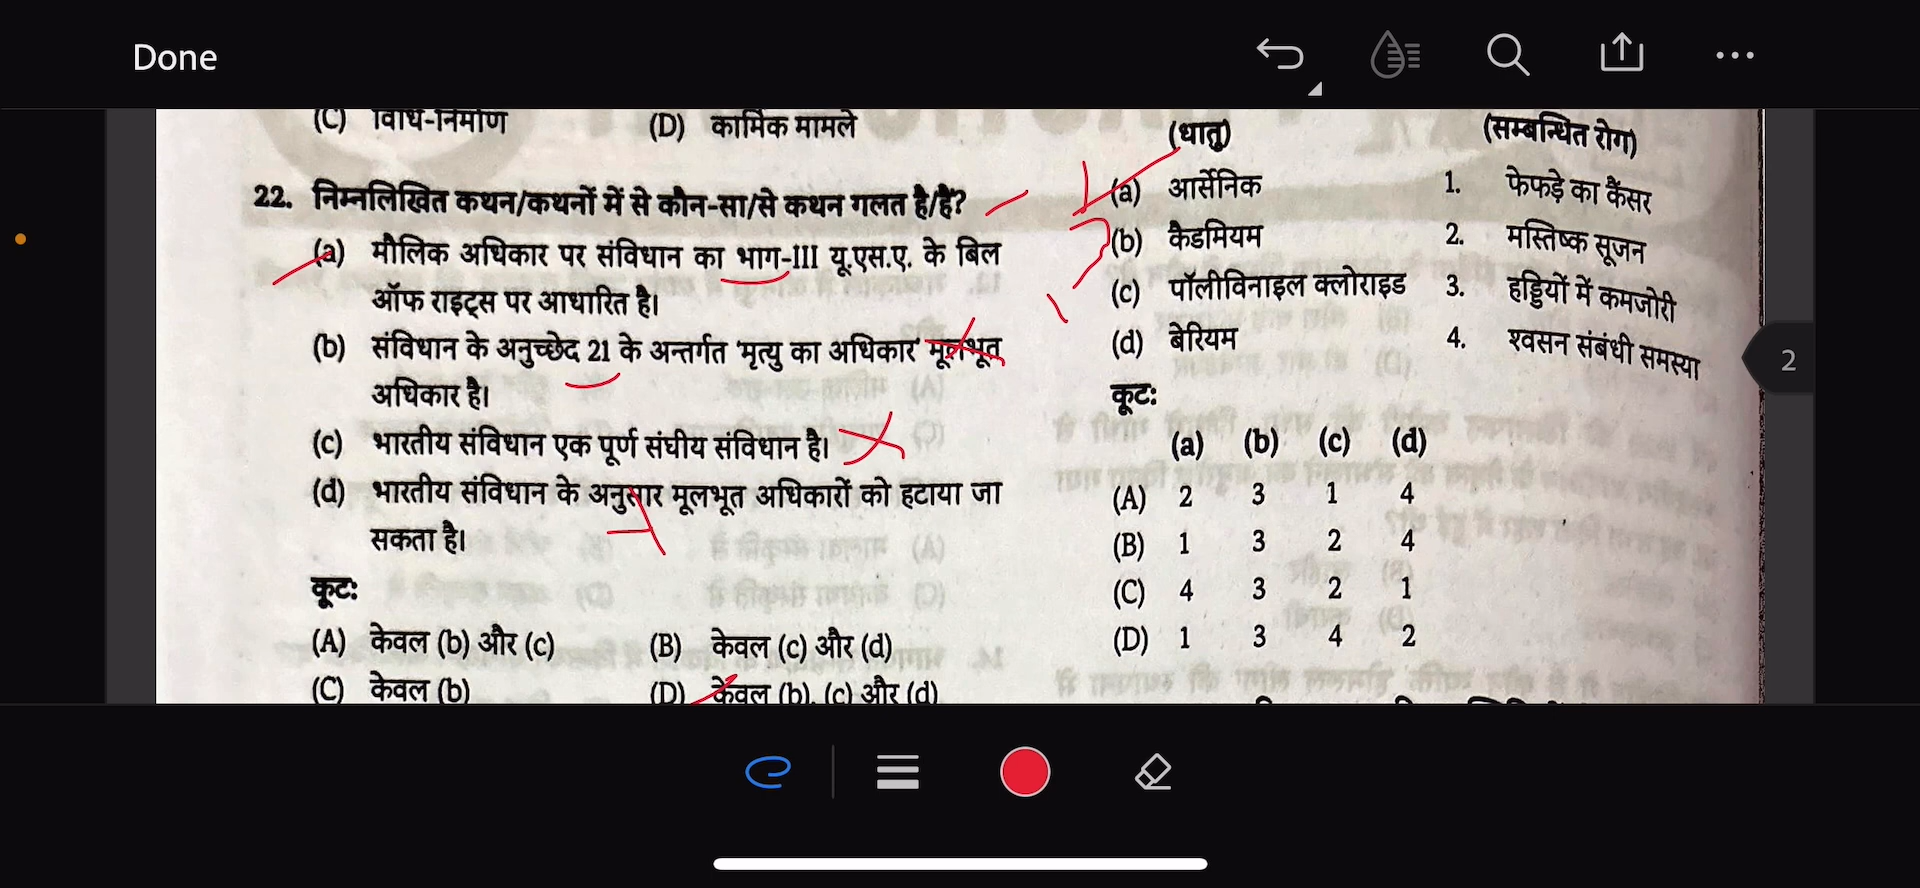 Done
(C) विधि-निर्माण (D) कार्मिक मामले
22. निम्नलिखित कथन/कथनों में से कौन-सा/से कथन गलत है/हैं?
(a) मौलिक अधिकार पर संविधान का भाग-III यू.एस.ए. के बिल
ऑफ राइट्स पर आधारित है।
(b) संविधान के अनुच्छेद 21 के अन्तर्गत 'मृत्यु का अधिकार' मूलभूत
अधिकार है।
(c) भारतीय संविधान एक पूर्ण संघीय संविधान है।
(d) भारतीय संविधान के अनुसार मूलभूत अधिकारों को हटाया जा
सकता है।
कूट:
(A) केवल (b) और (c) (B) केवल (c) और (d)
(C) केवल (b) (D) केवल (b), (c) और (d)
(धातु) (सम्बन्धित रोग)
(a) आर्सेनिक 1. फेफड़े का कैंसर
(b) कैडमियम 2. मस्तिष्क सूजन
(c) पॉलीविनाइल क्लोराइड 3. हड्डियों में कमजोरी
(d) बेरियम 4. श्वसन संबंधी समस्या
कूट:
(a) (b) (c) (d)
(A) 2 3 1 4
(B) 1 3 2 4
(C) 4 3 2 1
(D) 1 3 4 2
2